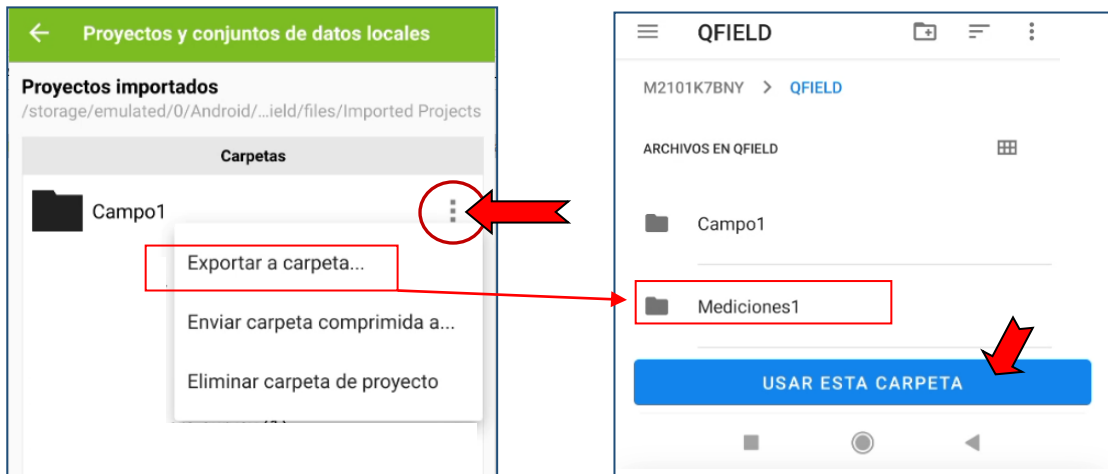 Proyectos y conjuntos de datos locales
Proyectos importados
/storage/emulated/0/Android/...ield/files/Imported Projects
Carpetas
Campo1
Exportar a carpeta...
Enviar carpeta comprimida a...
Eliminar carpeta de proyecto
QFIELD
M2101K7BNY > QFIELD
ARCHIVOS EN QFIELD
Campo1
Mediciones1
USAR ESTA CARPETA